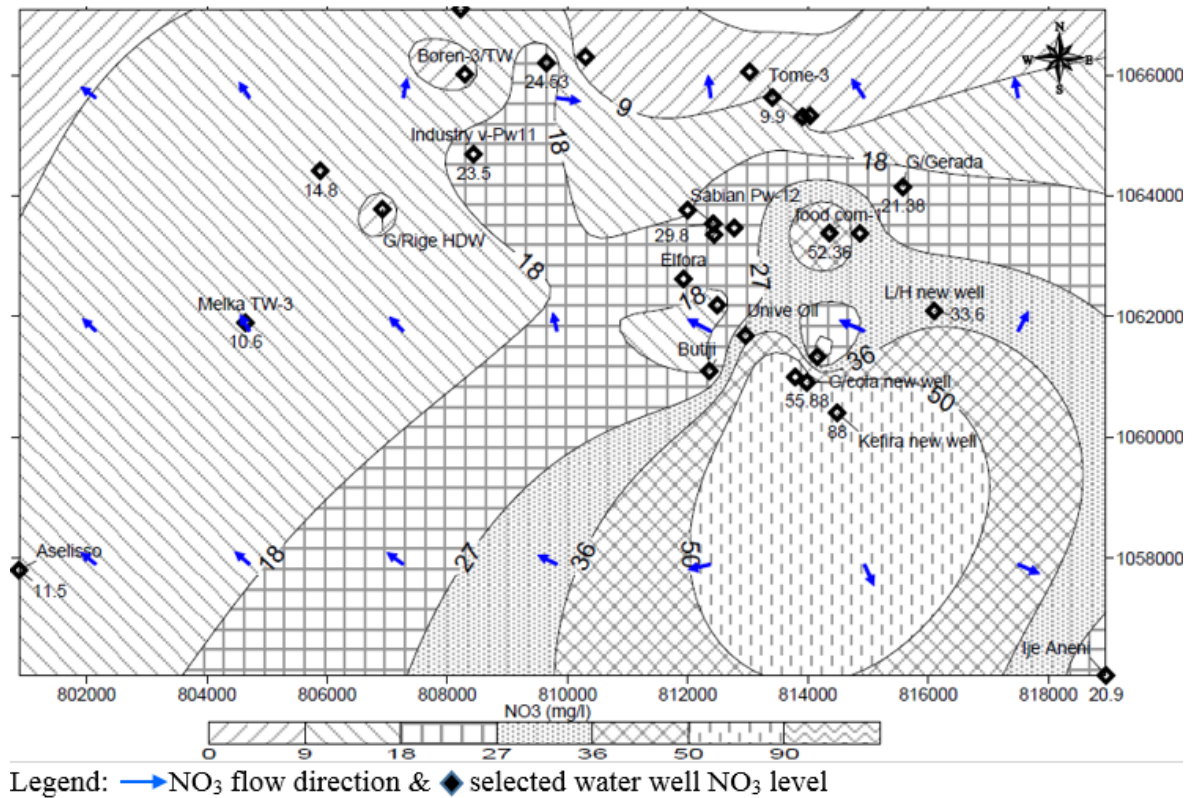 N
W E
S
Børen-3/TW
24.53
Tome-3
9.9
9
1066000
Industry v-Pw11
23.5
18
18
G/Gerada
21.38
14.8
1064000
G/Rige HDW
Sabian Pw-12
29.8
food com-1
52.36
Elfora
18
27
18
Melka TW-3
10.6
L/H new well
33.6
Unive Oil
1062000
Butiji
36
G/cola new well
55.88
50
88
Kefira new well
1060000
Aselisso
11.5
18
27
36
50
1058000
Ije Aneni
802000 804000 806000 808000 810000 812000 814000 816000 818000 20.9
NO3 (mg/l)
0 9 18 27 36 50 90
Legend: NO₃ flow direction & selected water well NO₃ level